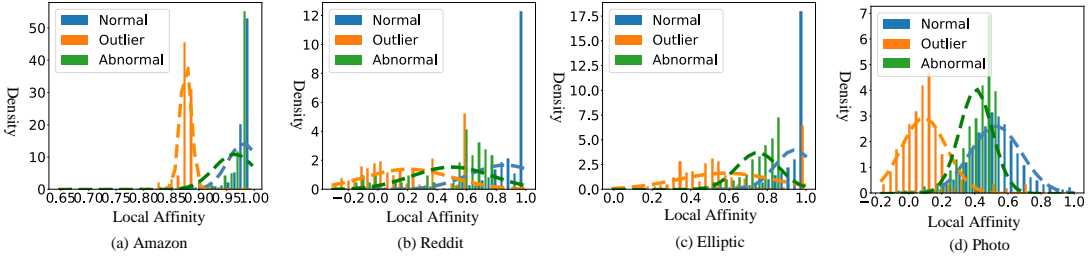 50
40
30
20
10
0
Density
Normal
Outlier
Abnormal
0.65 0.70 0.75 0.80 0.85 0.90 0.95 1.00
Local Affinity
(a) Amazon
12
10
8
6
4
2
0
Density
Normal
Outlier
Abnormal
−0.2 0.0 0.2 0.4 0.6 0.8 1.0
Local Affinity
(b) Reddit
17.5
15.0
12.5
10.0
7.5
5.0
2.5
0.0
Density
Normal
Outlier
Abnormal
0.0 0.2 0.4 0.6 0.8 1.0
Local Affinity
(c) Elliptic
7
6
5
4
3
2
1
0
Density
Normal
Outlier
Abnormal
−0.2 0.0 0.2 0.4 0.6 0.8 1.0
Local Affinity
(d) Photo